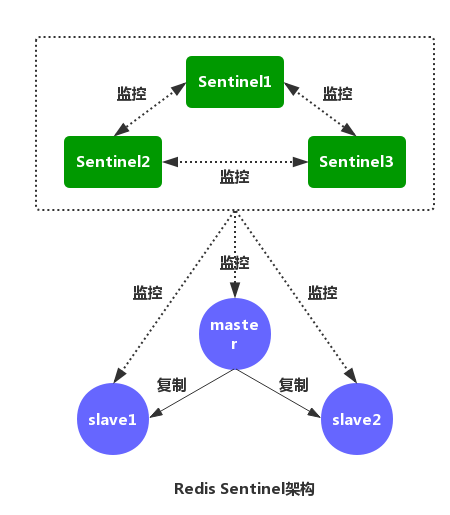 Sentinel1
监控
监控
Sentinel2
Sentinel3
监控
监控
监控
监控
maste
r
复制
复制
slave1
slave2
Redis Sentinel架构